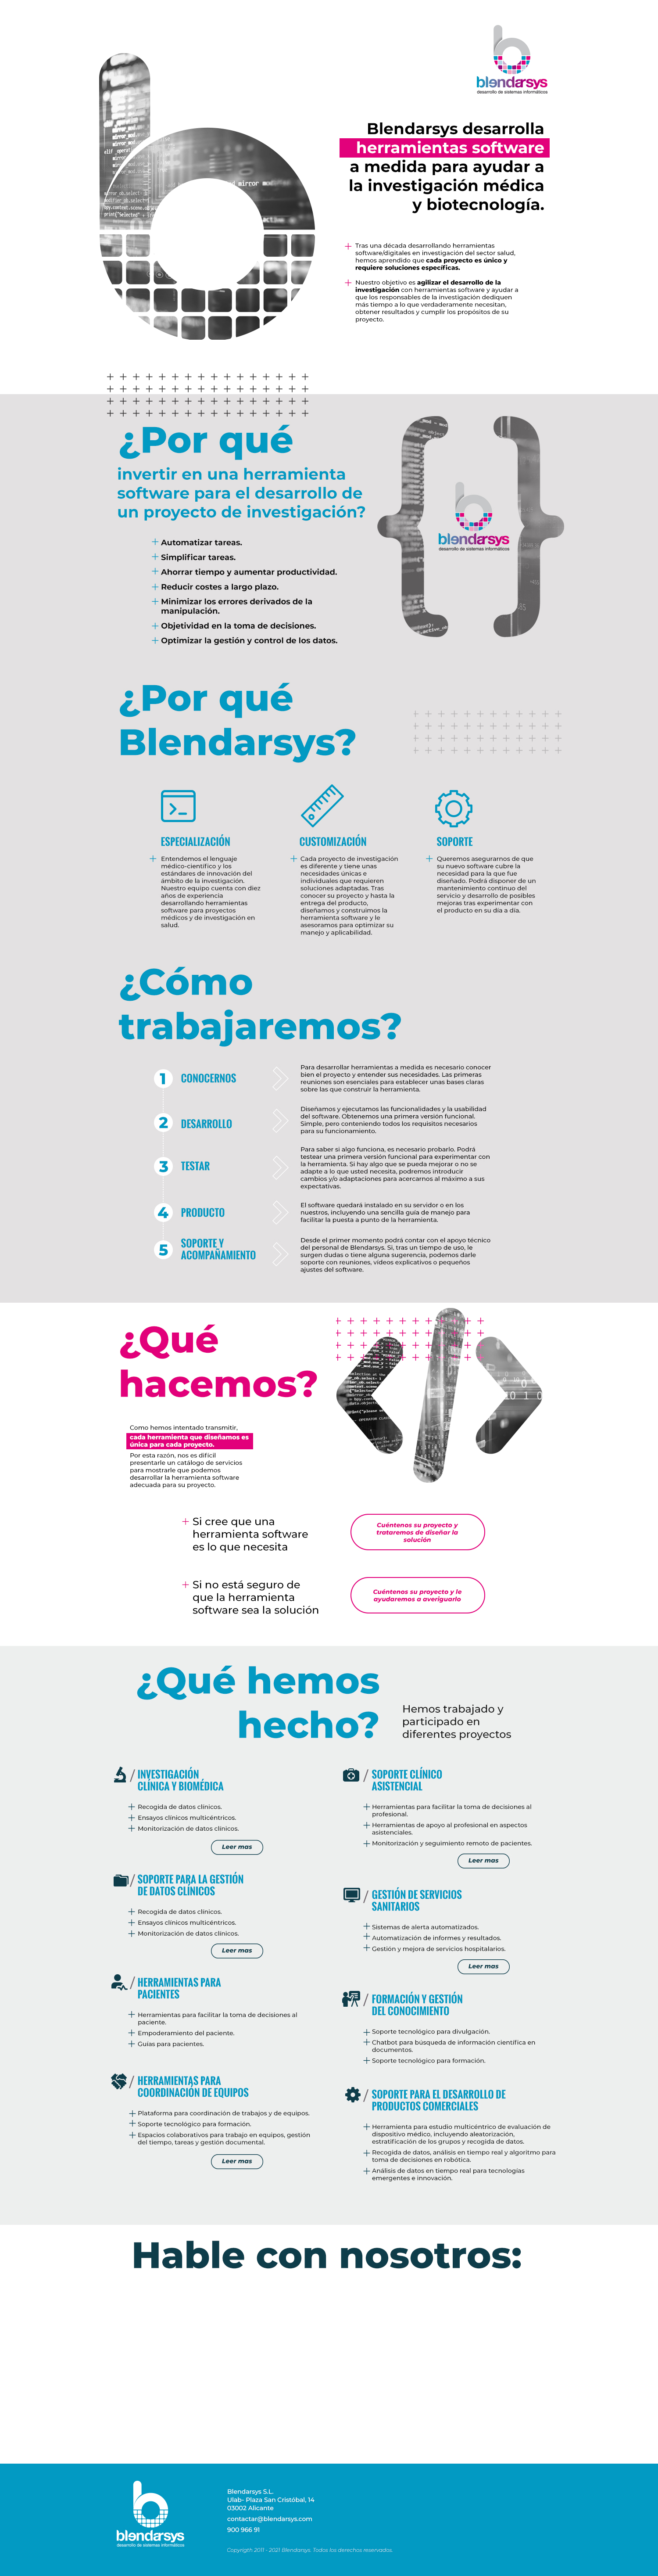 blendarsys
desarrollo de sistemas informáticos
Blendarsys desarrolla
herramientas software
a medida para ayudar a
la investigación médica
y biotecnología.
Tras una década desarrollando herramientas
software/digitales en investigación del sector salud,
hemos aprendido que cada proyecto es único y
requiere soluciones específicas.
Nuestro objetivo es agilizar el desarrollo de la
investigación con herramientas software y ayudar a
que los responsables de la investigación dediquen
más tiempo a lo que verdaderamente necesitan,
obtener resultados y cumplir los propósitos de su
proyecto.
¿Por qué
invertir en una herramienta
software para el desarrollo de
un proyecto de investigación?
Automatizar tareas.
Simplificar tareas.
Ahorrar tiempo y aumentar productividad.
Reducir costes a largo plazo.
Minimizar los errores derivados de la
manipulación.
Objetividad en la toma de decisiones.
Optimizar la gestión y control de los datos.
blendarsys
desarrollo de sistemas informáticos
¿Por qué
Blendarsys?
ESPECIALIZACIÓN
Entendemos el lenguaje
médico-científico y los
estándares de innovación del
ámbito de la investigación.
Nuestro equipo cuenta con diez
años de experiencia
desarrollando herramientas
software para proyectos
médicos y de investigación en
salud.
CUSTOMIZACIÓN
Cada proyecto de investigación
es diferente y tiene unas
necesidades únicas e
individuales que requieren
soluciones adaptadas. Tras
conocer su proyecto y hasta la
entrega del producto,
diseñamos y construimos la
herramienta software y le
asesoramos para optimizar su
manejo y aplicabilidad.
SOPORTE
Queremos asegurarnos de que
su nuevo software cubre la
necesidad para la que fue
diseñado. Podrá disponer de un
mantenimiento continuo del
servicio y desarrollo de posibles
mejoras tras experimentar con
el producto en su día a día.
¿Cómo
trabajaremos?
1 CONOCERNOS
Para desarrollar herramientas a medida es necesario conocer
bien el proyecto y entender sus necesidades. Las primeras
reuniones son esenciales para establecer unas bases claras
sobre las que construir la herramienta.
2 DESARROLLO
Diseñamos y ejecutamos las funcionalidades y la usabilidad
del software. Obtenemos una primera versión funcional.
Simple, pero conteniendo todos los requisitos necesarios
para su funcionamiento.
3 TESTAR
Para saber si algo funciona, es necesario probarlo. Podrá
testear una primera versión funcional para experimentar con
la herramienta. Si hay algo que se pueda mejorar o no se
adapte a lo que usted necesita, podremos introducir
cambios y/o adaptaciones para acercarnos al máximo a sus
expectativas.
4 PRODUCTO
El software quedará instalado en su servidor o en los
nuestros, incluyendo una sencilla guía de manejo para
facilitar la puesta a punto de la herramienta.
5 SOPORTE Y
ACOMPAÑAMIENTO
Desde el primer momento podrá contar con el apoyo técnico
del personal de Blendarsys. Si, tras un tiempo de uso, le
surgen dudas o tiene alguna sugerencia, podemos darle
soporte con reuniones, vídeos explicativos o pequeños
ajustes del software.
¿Qué
hacemos?
Como hemos intentado transmitir,
cada herramienta que diseñamos es
única para cada proyecto.
Por esta razón, nos es difícil
presentarle un catálogo de servicios
para mostrarle que podemos
desarrollar la herramienta software
adecuada para su proyecto.
Si cree que una
herramienta software
es lo que necesita
Cuéntenos su proyecto y
trataremos de diseñar la
solución
Si no está seguro de
que la herramienta
software sea la solución
Cuéntenos su proyecto y le
ayudaremos a averiguarlo
¿Qué hemos
hecho?
Hemos trabajado y
participado en
diferentes proyectos
/ INVESTIGACIÓN
CLÍNICA Y BIOMÉDICA
Recogida de datos clínicos.
Ensayos clínicos multicéntricos.
Monitorización de datos clínicos.
Leer mas
/ SOPORTE PARA LA GESTIÓN
DE DATOS CLÍNICOS
Recogida de datos clínicos.
Ensayos clínicos multicéntricos.
Monitorización de datos clínicos.
Leer mas
/ HERRAMIENTAS PARA
PACIENTES
Herramientas para facilitar la toma de decisiones al
paciente.
Empoderamiento del paciente.
Guías para pacientes.
/ HERRAMIENTAS PARA
COORDINACIÓN DE EQUIPOS
Plataforma para coordinación de trabajos y de equipos.
Soporte tecnológico para formación.
Espacios colaborativos para trabajo en equipos, gestión
del tiempo, tareas y gestión documental.
Leer mas
/ SOPORTE CLÍNICO
ASISTENCIAL
Herramientas para facilitar la toma de decisiones al
profesional.
Herramientas de apoyo al profesional en aspectos
asistenciales.
Monitorización y seguimiento remoto de pacientes.
Leer mas
/ GESTIÓN DE SERVICIOS
SANITARIOS
Sistemas de alerta automatizados.
Automatización de informes y resultados.
Gestión y mejora de servicios hospitalarios.
Leer mas
/ FORMACIÓN Y GESTIÓN
DEL CONOCIMIENTO
Soporte tecnológico para divulgación.
Chatbot para búsqueda de información científica en
documentos.
Soporte tecnológico para formación.
/ SOPORTE PARA EL DESARROLLO DE
PRODUCTOS COMERCIALES
Herramienta para estudio multicéntrico de evaluación de
dispositivo médico, incluyendo aleatorización,
estratificación de los grupos y recogida de datos.
Recogida de datos, análisis en tiempo real y algoritmo para
toma de decisiones en robótica.
Análisis de datos en tiempo real para tecnologías
emergentes e innovación.
Hable con nosotros:
blendarsys
desarrollo de sistemas informáticos
Blendarsys S.L.
Ulab- Plaza San Cristóbal, 14
03002 Alicante
contactar@blendarsys.com
900 966 91
Copyrigth 2011 - 2021 Blendarsys. Todos los derechos reservados